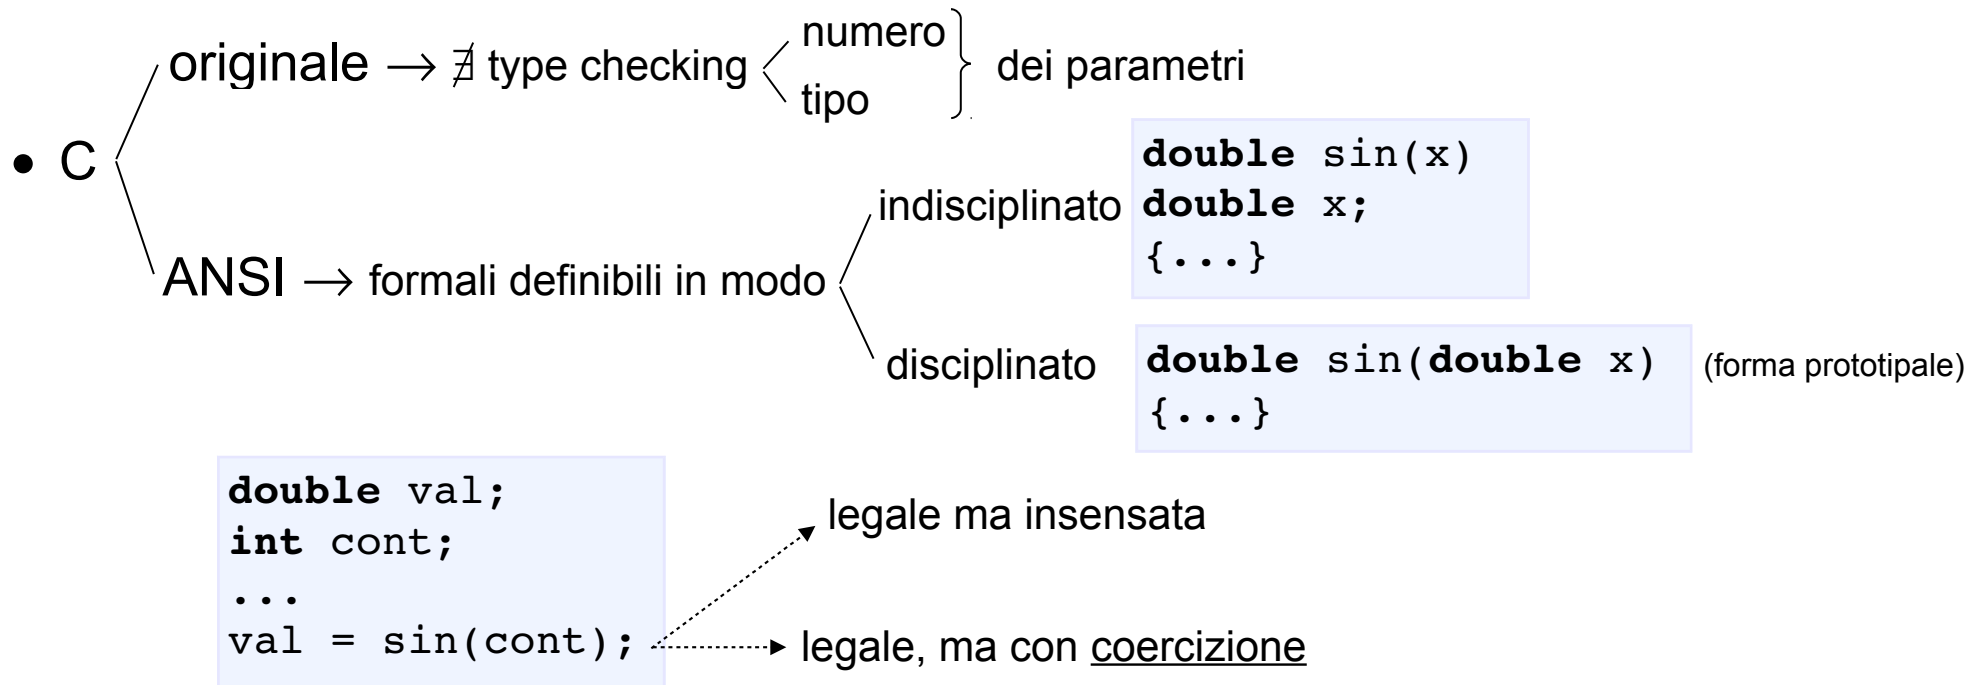 originale → ∄ type checking
numero
tipo
dei parametri
• C
ANSI → formali definibili in modo
indisciplinato
double sin(x)
double x;
{...}
disciplinato
double sin(double x)
{...}
(forma prototipale)
double val;
int cont;
...
val = sin(cont);
legale ma insensata
legale, ma con coercizione